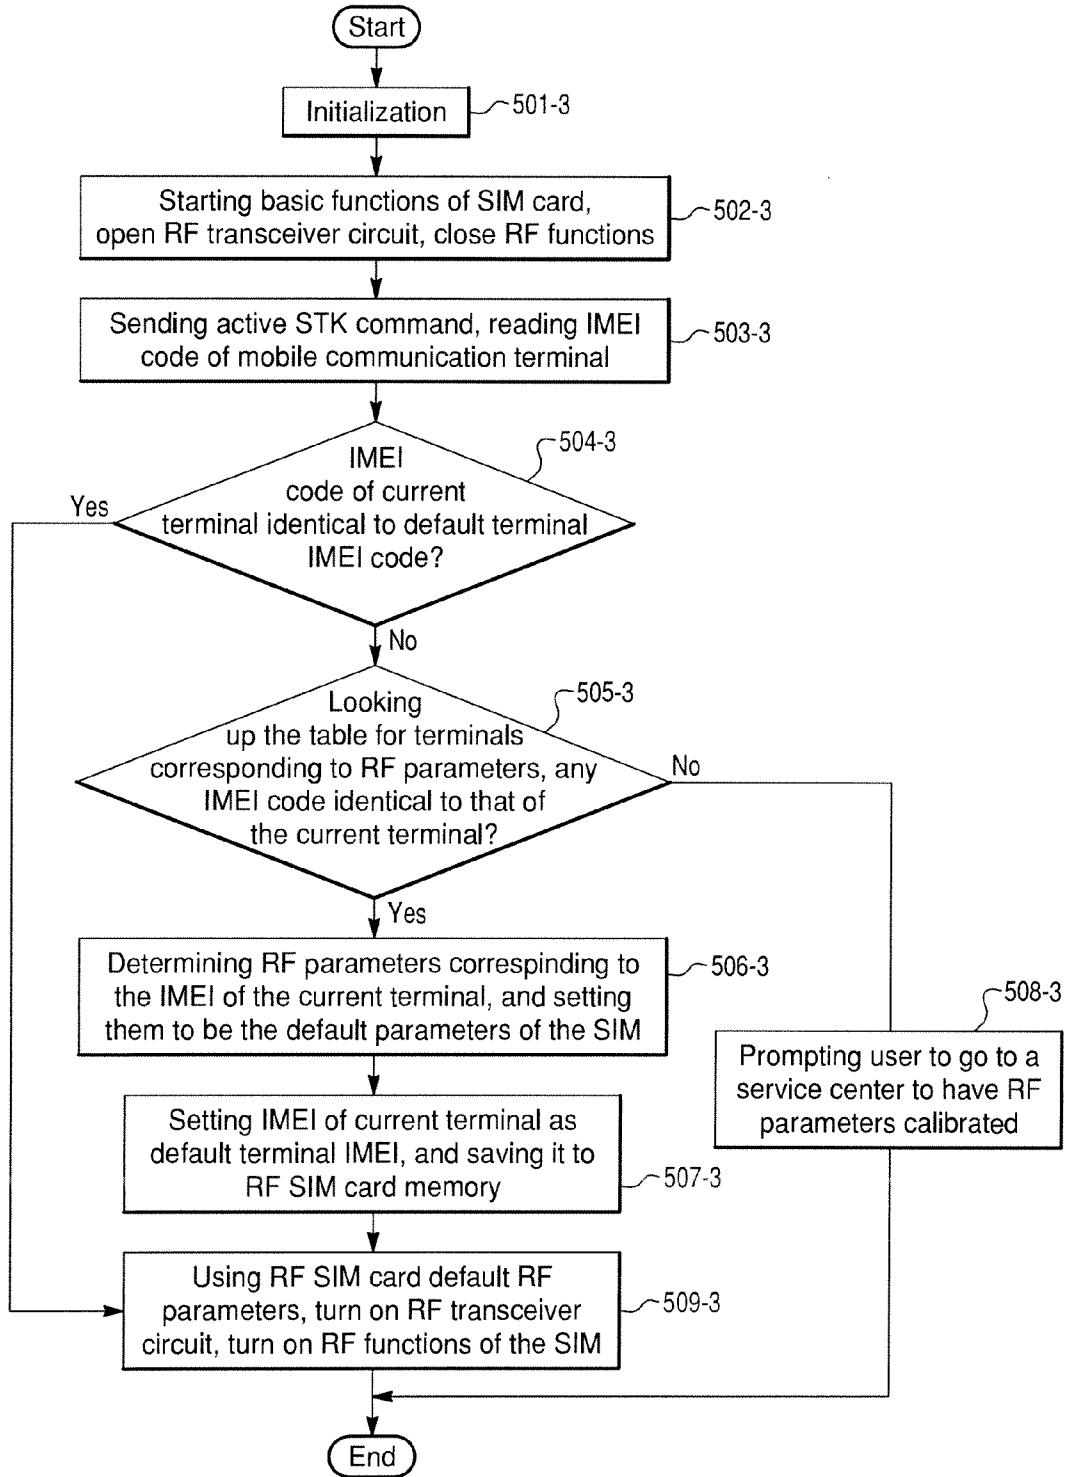 Start
Initialization
501-3
Starting basic functions of SIM card,
open RF transceiver circuit, close RF functions
502-3
Sending active STK command, reading IMEI
code of mobile communication terminal
503-3
IMEI
code of current
terminal identical to default terminal
IMEI code?
504-3
Yes
No
Looking
up the table for terminals
corresponding to RF parameters, any
IMEI code identical to that of
the current terminal?
505-3
No
Yes
Determining RF parameters correspinding to
the IMEI of the current terminal, and setting
them to be the default parameters of the SIM
506-3
508-3
Prompting user to go to a
service center to have RF
parameters calibrated
Setting IMEI of current terminal as
default terminal IMEI, and saving it to
RF SIM card memory
507-3
Using RF SIM card default RF
parameters, turn on RF transceiver
circuit, turn on RF functions of the SIM
509-3
End